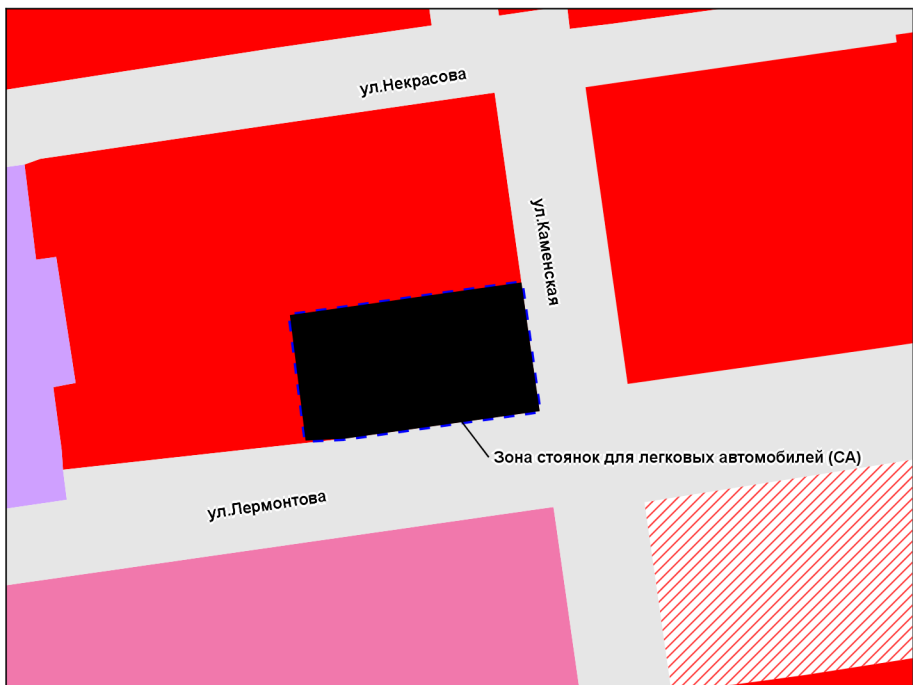 ул.Некрасова
ул.Каменская
Зона стоянок для легковых автомобилей (СА)
ул.Лермонтова